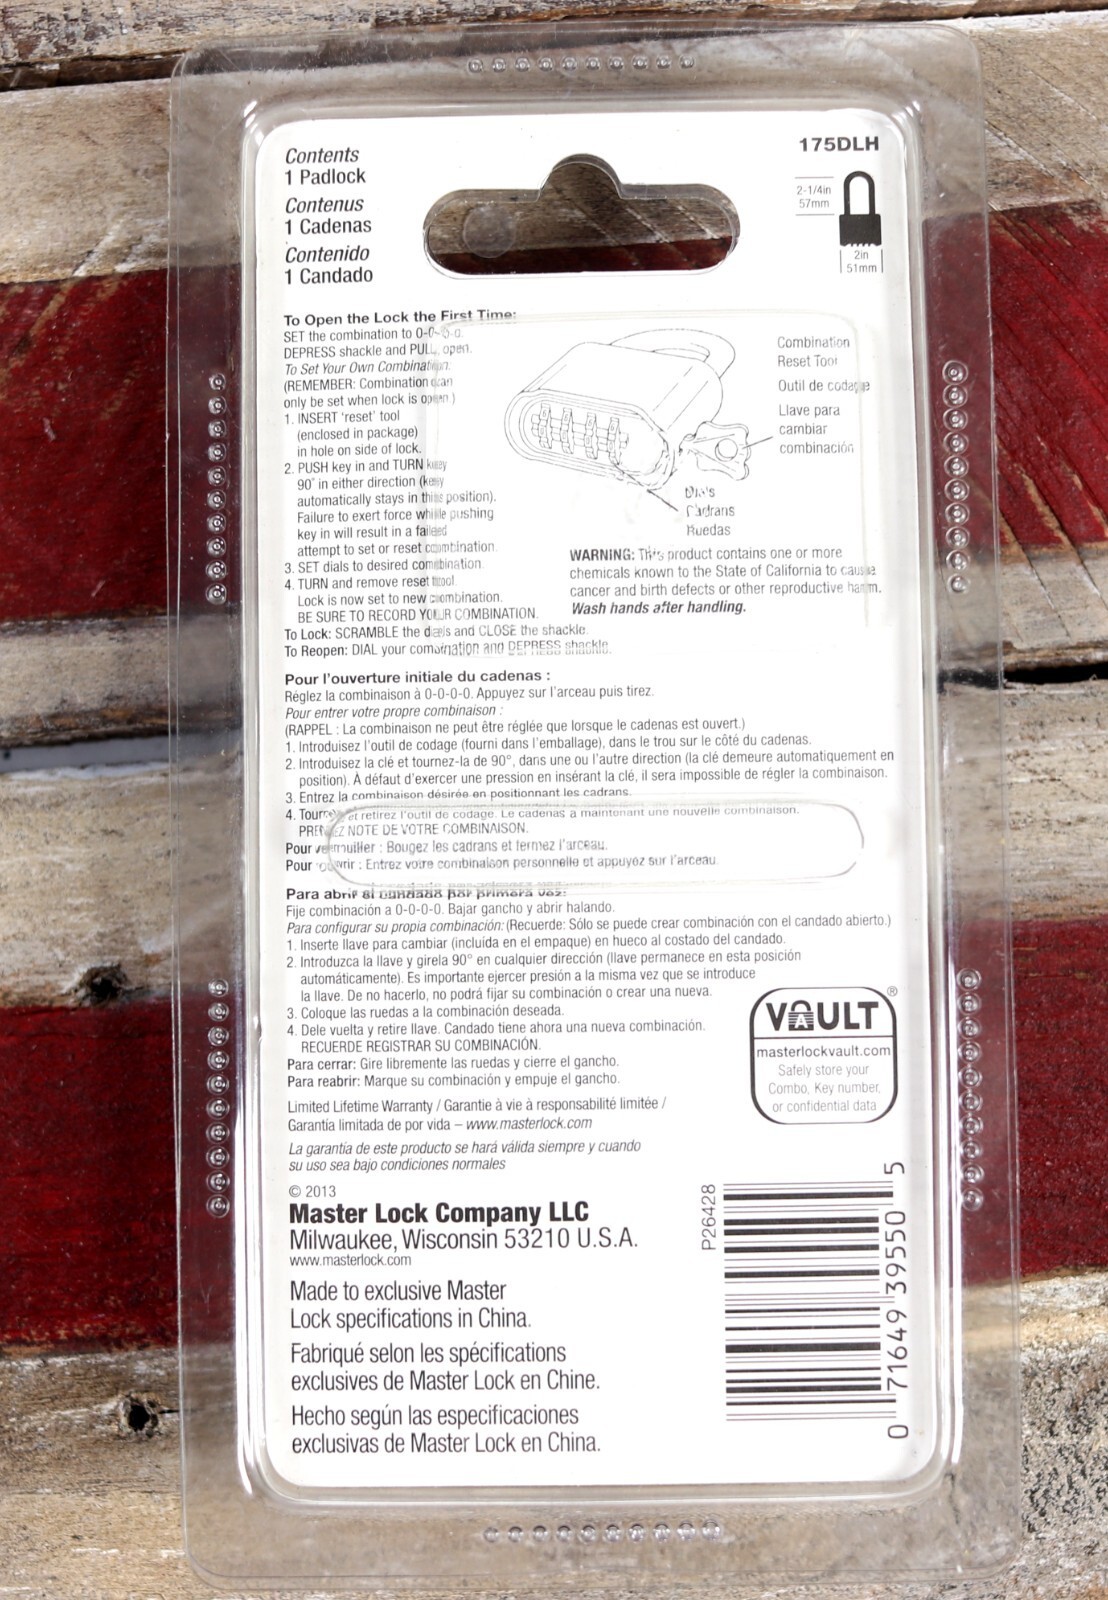 Contents
1 Padlock
Contenus
1 Cadenas
Contenido
1 Candado
175DLH
2-1/4in
57mm
2in
51mm
To Open the Lock the First Time:
SET the combination to 0-0-0-0.
DEPRESS shackle and PULL open.
To Set Your Own Combination:
(REMEMBER: Combination can
only be set when lock is open.)
1. INSERT 'reset' tool
(enclosed in package)
in hole on side of lock.
2. PUSH key in and TURN key
90° in either direction (key
automatically stays in this position).
Failure to exert force while pushing
key in will result in a failed
attempt to set or reset combination.
3. SET dials to desired combination.
4. TURN and remove reset tool.
Lock is now set to new combination.
BE SURE TO RECORD YOUR COMBINATION.
To Lock: SCRAMBLE the dials and CLOSE the shackle.
To Reopen: DIAL your combination and DEPRESS shackle.
Combination
Reset Tool
Outil de codage
Llave para
cambiar
combinación
Dials
Cadrans
Ruedas
WARNING: This product contains one or more
chemicals known to the State of California to cause
cancer and birth defects or other reproductive harm.
Wash hands after handling.
Pour l'ouverture initiale du cadenas :
Réglez la combinaison à 0-0-0-0. Appuyez sur l'arceau puis tirez.
Pour entrer votre propre combinaison :
(RAPPEL : La combinaison ne peut être réglée que lorsque le cadenas est ouvert.)
1. Introduisez l'outil de codage (fourni dans l'emballage), dans le trou sur le côté du cadenas.
2. Introduisez la clé et tournez-la de 90°, dans une ou l'autre direction (la clé demeure automatiquement en
position). À défaut d'exercer une pression en insérant la clé, il sera impossible de régler la combinaison.
3. Entrez la combinaison désirée en positionnant les cadrans.
4. Tournez et retirez l'outil de codage. Le cadenas a maintenant une nouvelle combinaison.
PRENEZ NOTE DE VOTRE COMBINAISON.
Pour verrouiller : Bougez les cadrans et fermez l'arceau.
Pour ouvrir : Entrez votre combinaison personnelle et appuyez sur l'arceau.
Para abrir el candado por primera vez:
Fije combinación a 0-0-0-0. Bajar gancho y abrir halando.
Para configurar su propia combinación: (Recuerde: Sólo se puede crear combinación con el candado abierto.)
1. Inserte llave para cambiar (incluida en el empaque) en hueco al costado del candado.
2. Introduzca la llave y girela 90° en cualquier dirección (llave permanece en esta posición
automáticamente). Es importante ejercer presión a la misma vez que se introduce
la llave. De no hacerlo, no podrá fijar su combinación o crear una nueva.
3. Coloque las ruedas a la combinación deseada.
4. Dele vuelta y retire llave. Candado tiene ahora una nueva combinación.
RECUERDE REGISTRAR SU COMBINACIÓN.
Para cerrar: Gire libremente las ruedas y cierre el gancho.
Para reabrir: Marque su combinación y empuje el gancho.
Limited Lifetime Warranty / Garantie à vie à responsabilité limitée /
Garantía limitada de por vida – www.masterlock.com
La garantía de este producto se hará válida siempre y cuando
su uso sea bajo condiciones normales
VAULT®
masterlockvault.com
Safely store your
Combo, Key number,
or confidential data
© 2013
Master Lock Company LLC
Milwaukee, Wisconsin 53210 U.S.A.
www.masterlock.com
Made to exclusive Master
Lock specifications in China.
Fabriqué selon les spécifications
exclusives de Master Lock en Chine.
Hecho según las especificaciones
exclusivas de Master Lock en China.
P26428
0 71649 39550 5